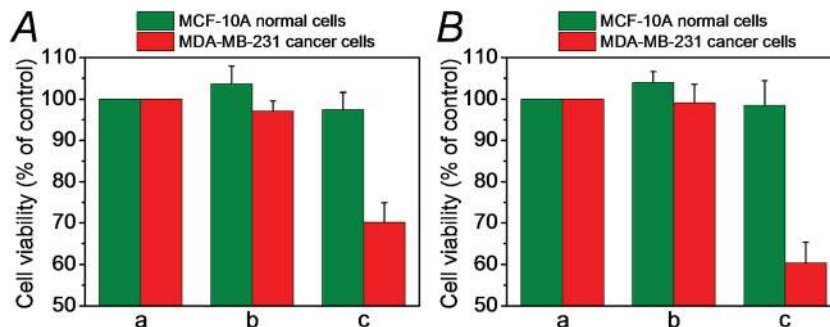 A
MCF-10A normal cells
MDA-MB-231 cancer cells
Cell viability (% of control)
110
100
90
80
70
60
50
a b c
B
MCF-10A normal cells
MDA-MB-231 cancer cells
Cell viability (% of control)
110
100
90
80
70
60
50
a b c